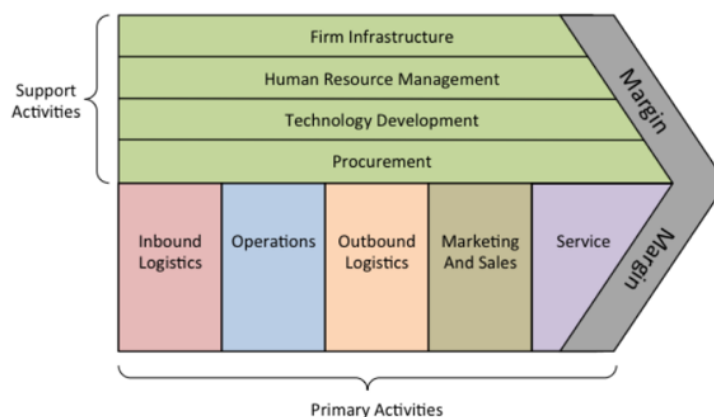 Firm Infrastructure
Human Resource Management
Support
Activities
Technology Development
Procurement
Margin
Inbound
Logistics
Operations
Outbound
Logistics
Marketing
And Sales
Service
Margin
Primary Activities